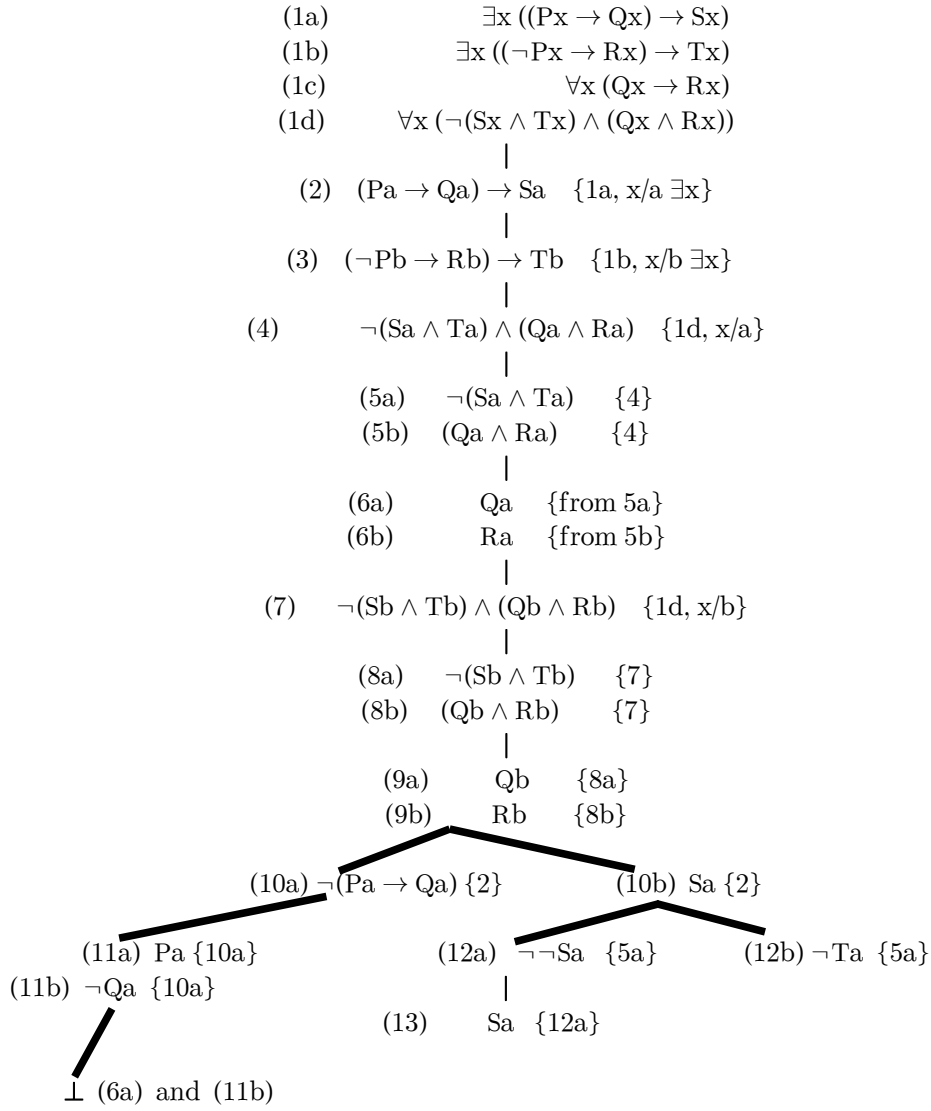 (1a) ∃x ((Px → Qx) → Sx)
(1b) ∃x ((¬Px → Rx) → Tx)
(1c) ∀x (Qx → Rx)
(1d) ∀x (¬(Sx ∧ Tx) ∧ (Qx ∧ Rx))
(2) (Pa → Qa) → Sa {1a, x/a ∃x}
(3) (¬Pb → Rb) → Tb {1b, x/b ∃x}
(4) ¬(Sa ∧ Ta) ∧ (Qa ∧ Ra) {1d, x/a}
(5a) ¬(Sa ∧ Ta) {4}
(5b) (Qa ∧ Ra) {4}
(6a) Qa {from 5a}
(6b) Ra {from 5b}
(7) ¬(Sb ∧ Tb) ∧ (Qb ∧ Rb) {1d, x/b}
(8a) ¬(Sb ∧ Tb) {7}
(8b) (Qb ∧ Rb) {7}
(9a) Qb {8a}
(9b) Rb {8b}
(10a) ¬(Pa → Qa) {2} (10b) Sa {2}
(11a) Pa {10a} (12a) ¬¬Sa {5a} (12b) ¬Ta {5a}
(11b) ¬Qa {10a}
(13) Sa {12a}
⊥ (6a) and (11b)